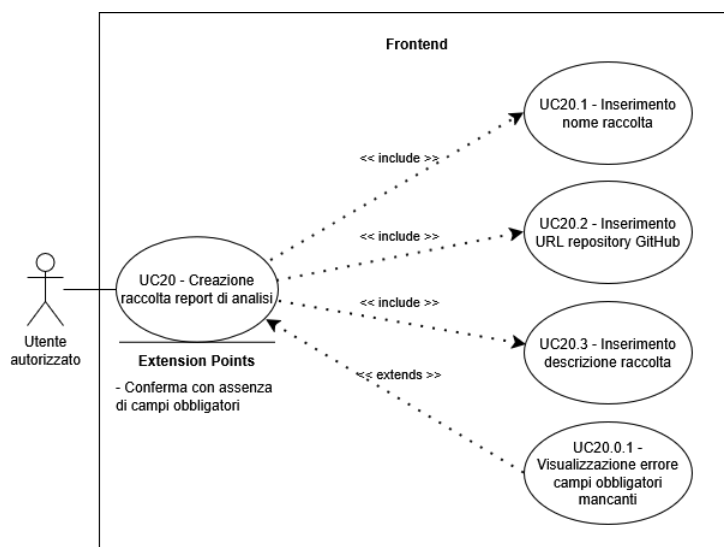 Frontend
UC20.1 - Inserimento
nome raccolta
<< include >>
UC20.2 - Inserimento
URL repository GitHub
<< include >>
UC20 - Creazione
raccolta report di analisi
<< include >>
UC20.3 - Inserimento
descrizione raccolta
Utente
autorizzato
Extension Points
- Conferma con assenza
di campi obbligatori
<< extends >>
UC20.0.1 -
Visualizzazione errore
campi obbligatori
mancanti